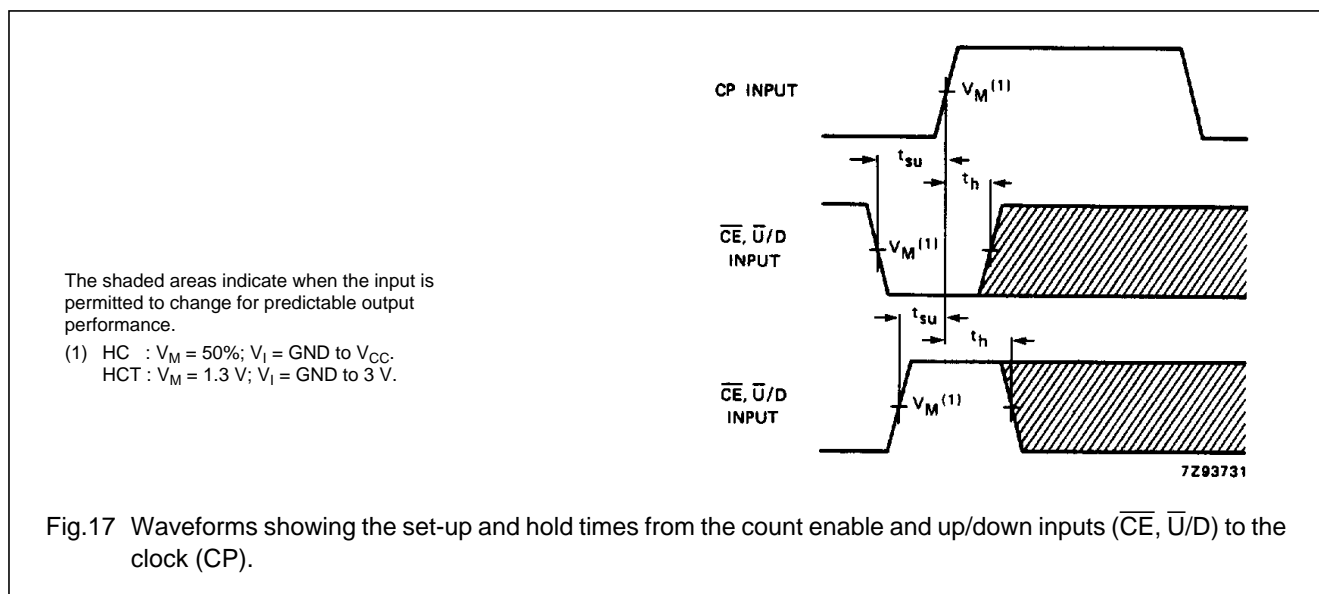 CP INPUT
V_M(1)
t_su
t_h
C̅E̅, U̅/D
INPUT
V_M(1)
The shaded areas indicate when the input is
permitted to change for predictable output
performance.
(1) HC : V_M = 50%; V_I = GND to V_CC.
HCT : V_M = 1.3 V; V_I = GND to 3 V.
t_su
t_h
C̅E̅, U̅/D
INPUT
V_M(1)
7Z93731
Fig.17 Waveforms showing the set-up and hold times from the count enable and up/down inputs (C̅E̅, U̅/D) to the
clock (CP).